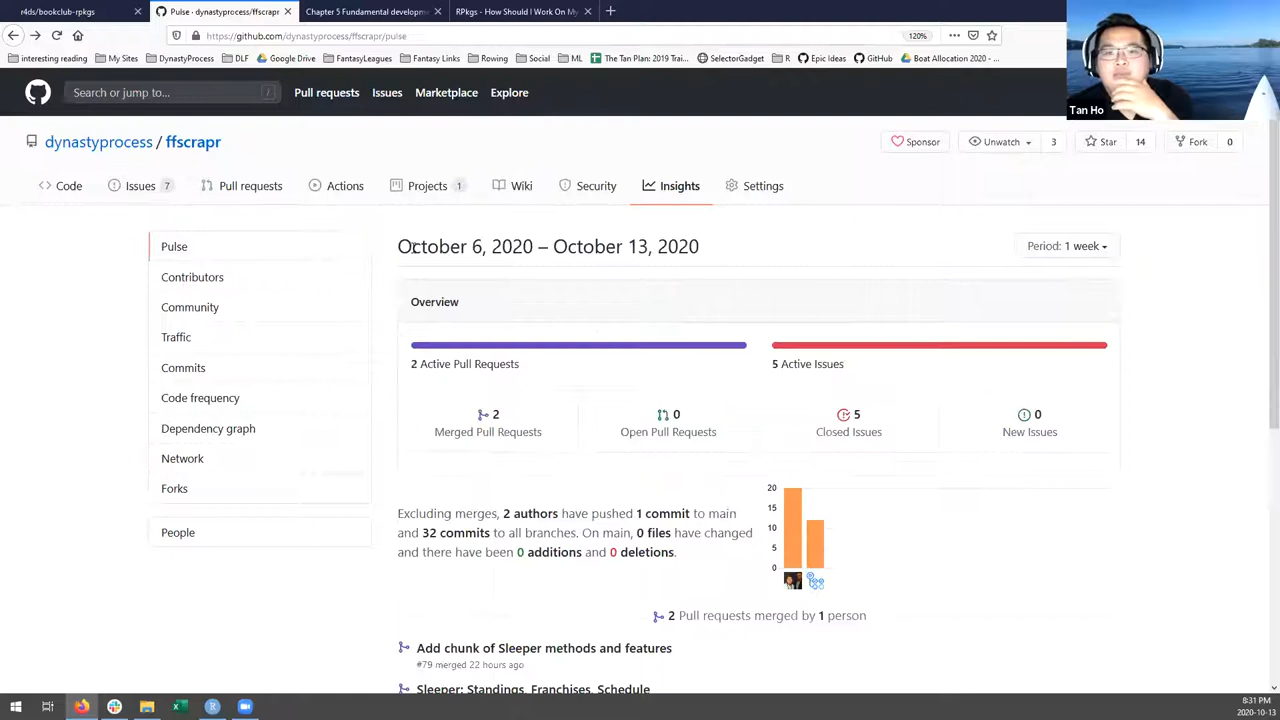 r4ds/bookclub-rpkgs
Pulse · dynastyprocess/ffscrapr
Chapter 5 Fundamental developm
RPkgs - How Should I Work On My
https://github.com/dynastyprocess/ffscrapr/pulse
120%
interesting reading
My Sites
DynastyProcess
DLF
Google Drive
FantasyLeagues
Fantasy Links
Rowing
Social
ML
The Tan Plan: 2019 Trai...
SelectorGadget
R
Epic Ideas
GitHub
Boat Allocation 2020 -...
Tan Ho
Search or jump to...
/
Pull requests
Issues
Marketplace
Explore
dynastyprocess / ffscrapr
Sponsor
Unwatch
3
Star
14
Fork
0
Code
Issues
7
Pull requests
Actions
Projects
1
Wiki
Security
Insights
Settings
Pulse
Contributors
Community
Traffic
Commits
Code frequency
Dependency graph
Network
Forks
People
October 6, 2020 – October 13, 2020
Period: 1 week
Overview
2 Active Pull Requests
5 Active Issues
2
Merged Pull Requests
0
Open Pull Requests
5
Closed Issues
0
New Issues
Excluding merges, 2 authors have pushed 1 commit to main
and 32 commits to all branches. On main, 0 files have changed
and there have been 0 additions and 0 deletions.
20
15
10
5
0
2 Pull requests merged by 1 person
Add chunk of Sleeper methods and features
#79 merged 22 hours ago
Sleeper: Standings, Franchises, Schedule
8:31 PM
2020-10-13